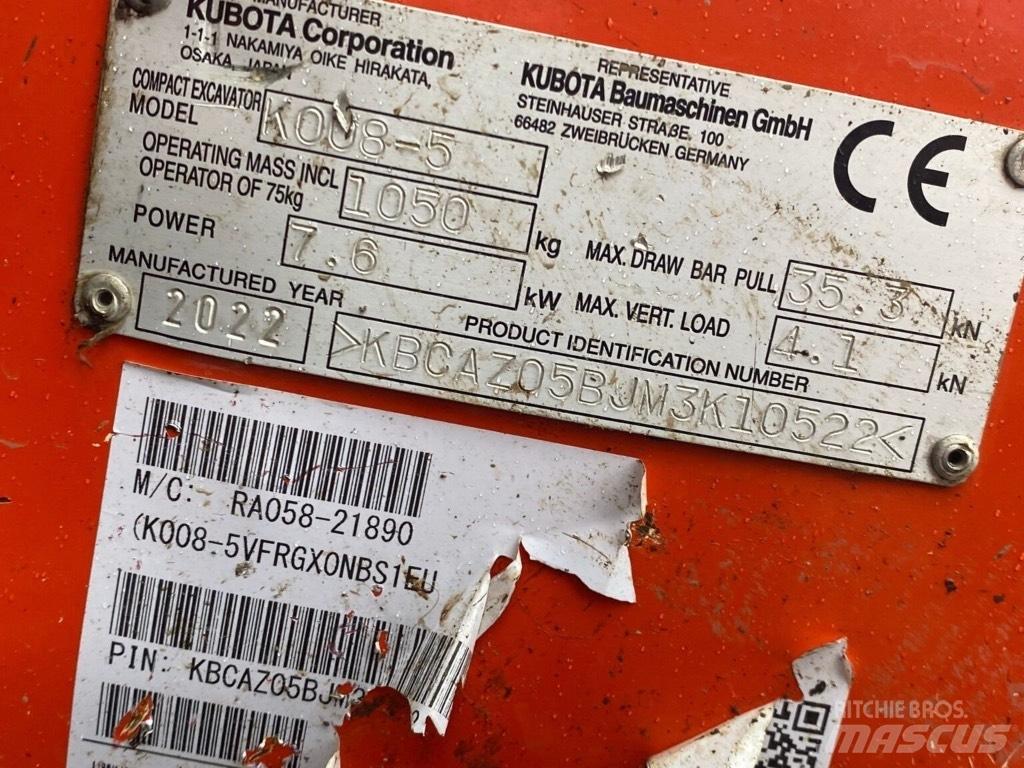 MANUFACTURER
KUBOTA Corporation
1-1-1 NAKAMIYA OIKE HIRAKATA,
OSAKA, JAPAN
REPRESENTATIVE
KUBOTA Baumaschinen GmbH
STEINHAUSER STRAßE, 100
66482 ZWEIBRÜCKEN GERMANY
CE
COMPACT EXCAVATOR
MODEL K008-5
OPERATING MASS INCL
OPERATOR OF 75kg 1050 kg
POWER 7.6 kW
MAX. DRAW BAR PULL 35.3 kN
MAX. VERT. LOAD 4.1 kN
MANUFACTURED YEAR
2022
PRODUCT IDENTIFICATION NUMBER
>KBCAZ05BJM3K10522<
M/C: RA058-21890
(K008-5VFRGX0NBS1EU
PIN: KBCAZ05BJM3
RITCHIE BROS.
MASCUS